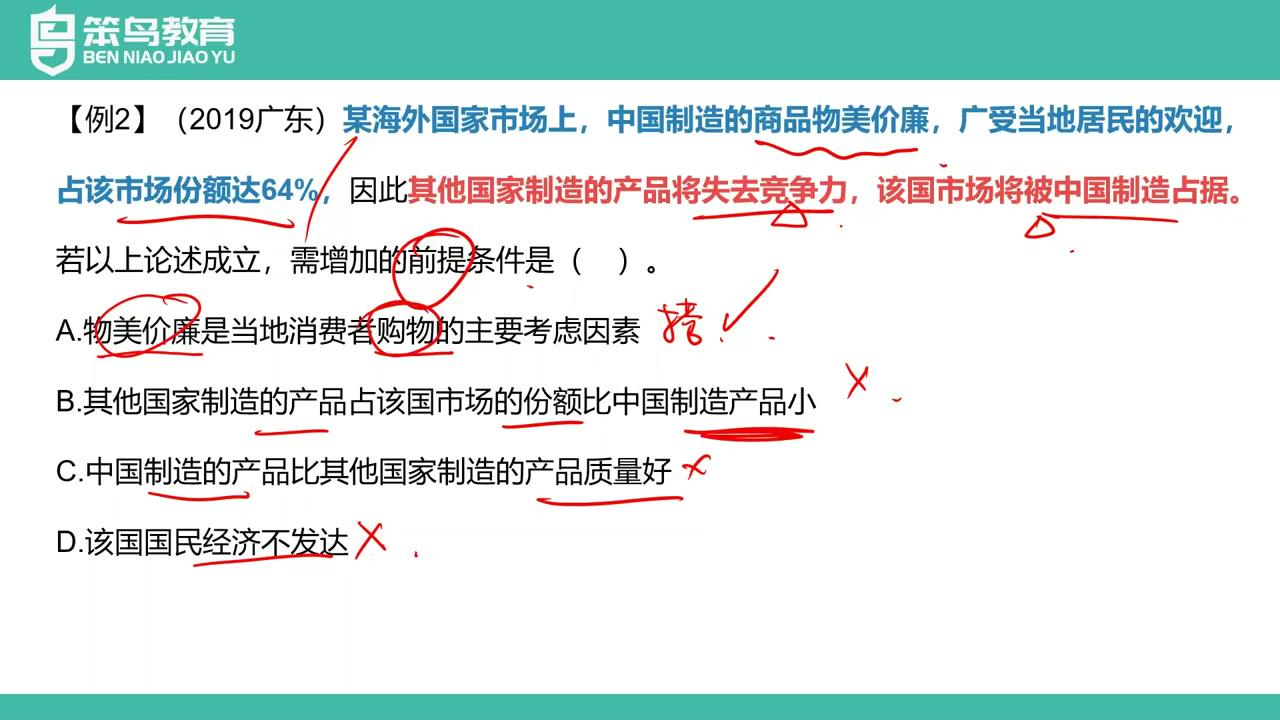 笨鸟教育
BEN NIAO JIAO YU
【例2】（2019广东）某海外国家市场上，中国制造的商品物美价廉，广受当地居民的欢迎，
占该市场份额达64%，因此其他国家制造的产品将失去竞争力，该国市场将被中国制造占据。
若以上论述成立，需增加的前提条件是（　）。
A.物美价廉是当地消费者购物的主要考虑因素 搭
B.其他国家制造的产品占该国市场的份额比中国制造产品小
C.中国制造的产品比其他国家制造的产品质量好
D.该国国民经济不发达